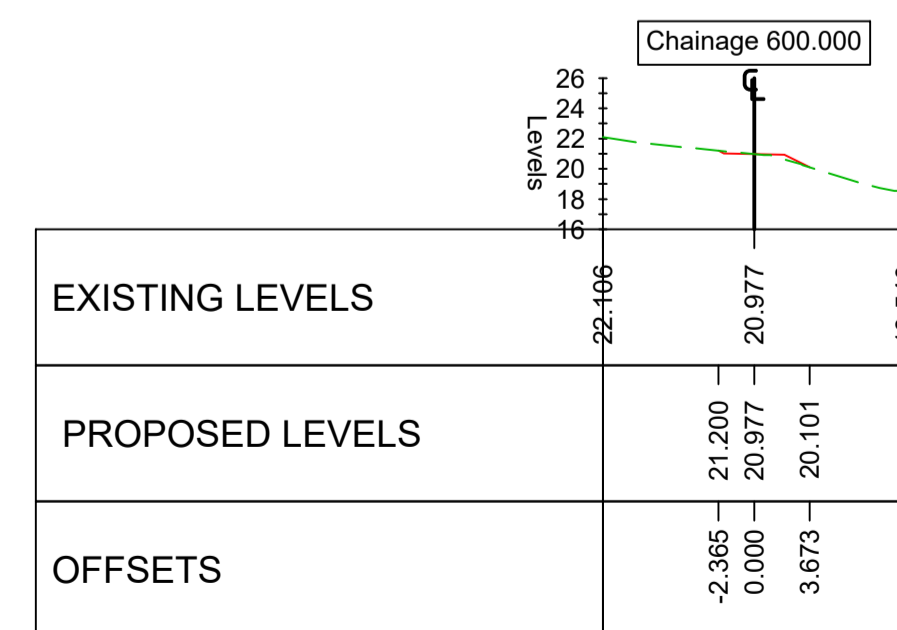 Chainage 600.000
CL
26
24
22
20
18
16
Levels
EXISTING LEVELS
22.106
20.977
PROPOSED LEVELS
21.200
20.977
20.101
OFFSETS
-2.365
0.000
3.673